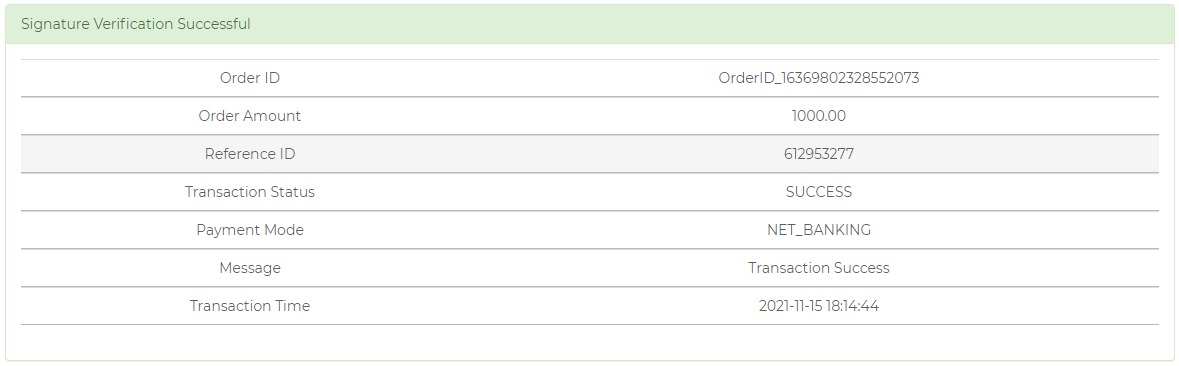 Signature Verification Successful
Order ID OrderID_16369802328552073
Order Amount 1000.00
Reference ID 612953277
Transaction Status SUCCESS
Payment Mode NET_BANKING
Message Transaction Success
Transaction Time 2021-11-15 18:14:44